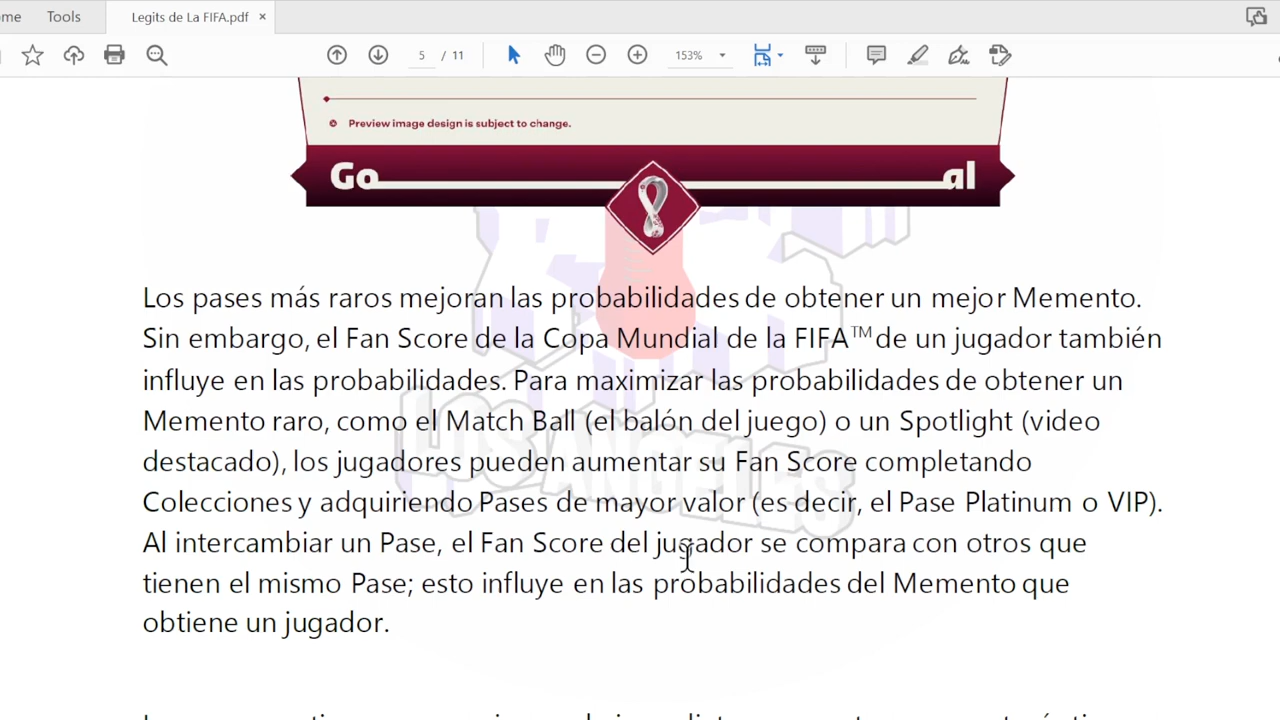 ome Tools Legits de La FIFA.pdf ×
5 / 11 153%
Preview image design is subject to change.
Go al
Los pases más raros mejoran las probabilidades de obtener un mejor Memento.
Sin embargo, el Fan Score de la Copa Mundial de la FIFA™ de un jugador también
influye en las probabilidades. Para maximizar las probabilidades de obtener un
Memento raro, como el Match Ball (el balón del juego) o un Spotlight (video
destacado), los jugadores pueden aumentar su Fan Score completando
Colecciones y adquiriendo Pases de mayor valor (es decir, el Pase Platinum o VIP).
Al intercambiar un Pase, el Fan Score del jugador se compara con otros que
tienen el mismo Pase; esto influye en las probabilidades del Memento que
obtiene un jugador.
LOS ANGELES